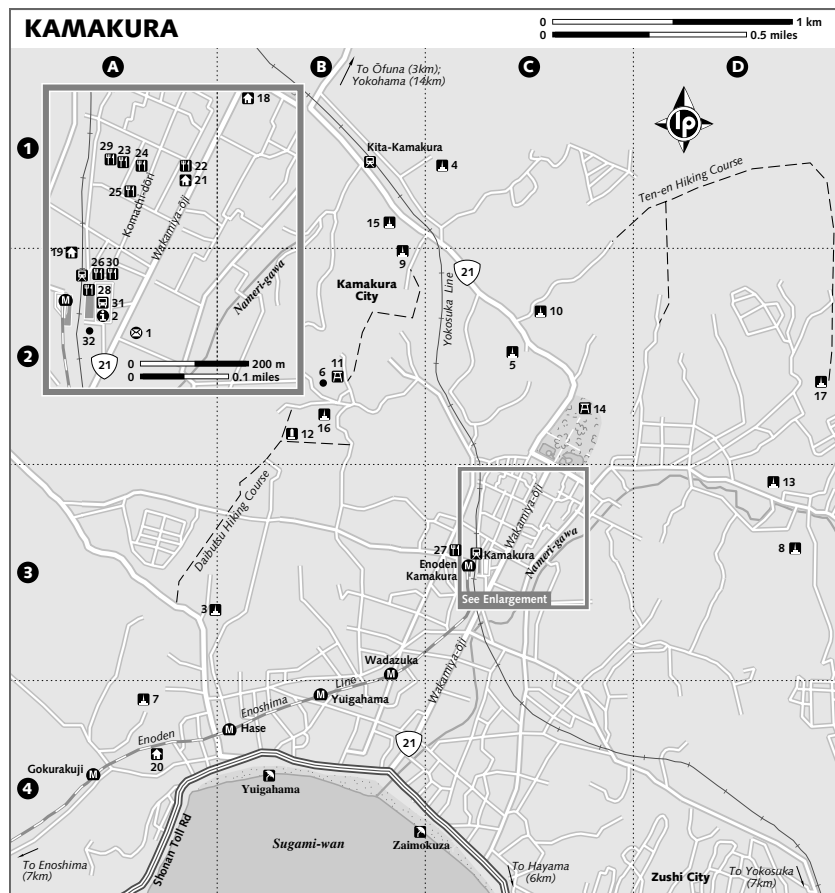 KAMAKURA
0 1 km
0 0.5 miles
A
B
C
D
To Ōfuna (3km);
Yokohama (14km)
lp
1
18
Kita-Kamakura
4
29
23
24
22
21
25
Komachi-dōri
Wakamiya-ōji
Ten-en Hiking Course
15
9
19
26
30
Nameri-gawa
Kamakura
City
21
Yokosuka Line
M
28
31
2
1
32
21
0 200 m
0 0.1 miles
2
10
5
6
11
17
16
12
14
13
Daibutsu Hiking Course
Wakamiya-ōji
Nameri-gawa
27
Kamakura
Enoden
Kamakura
M
8
3
See Enlargement
3
Wadazuka
M
Wakamiya-ōji
7
Enoden Enoshima Line
M
Yuigahama
M
Hase
21
20
Gokurakuji
M
4
Yuigahama
Shonan Toll Rd
Sugami-wan
Zaimokuza
To Enoshima
(7km)
To Hayama
(6km)
Zushi City
To Yokosuka
(7km)